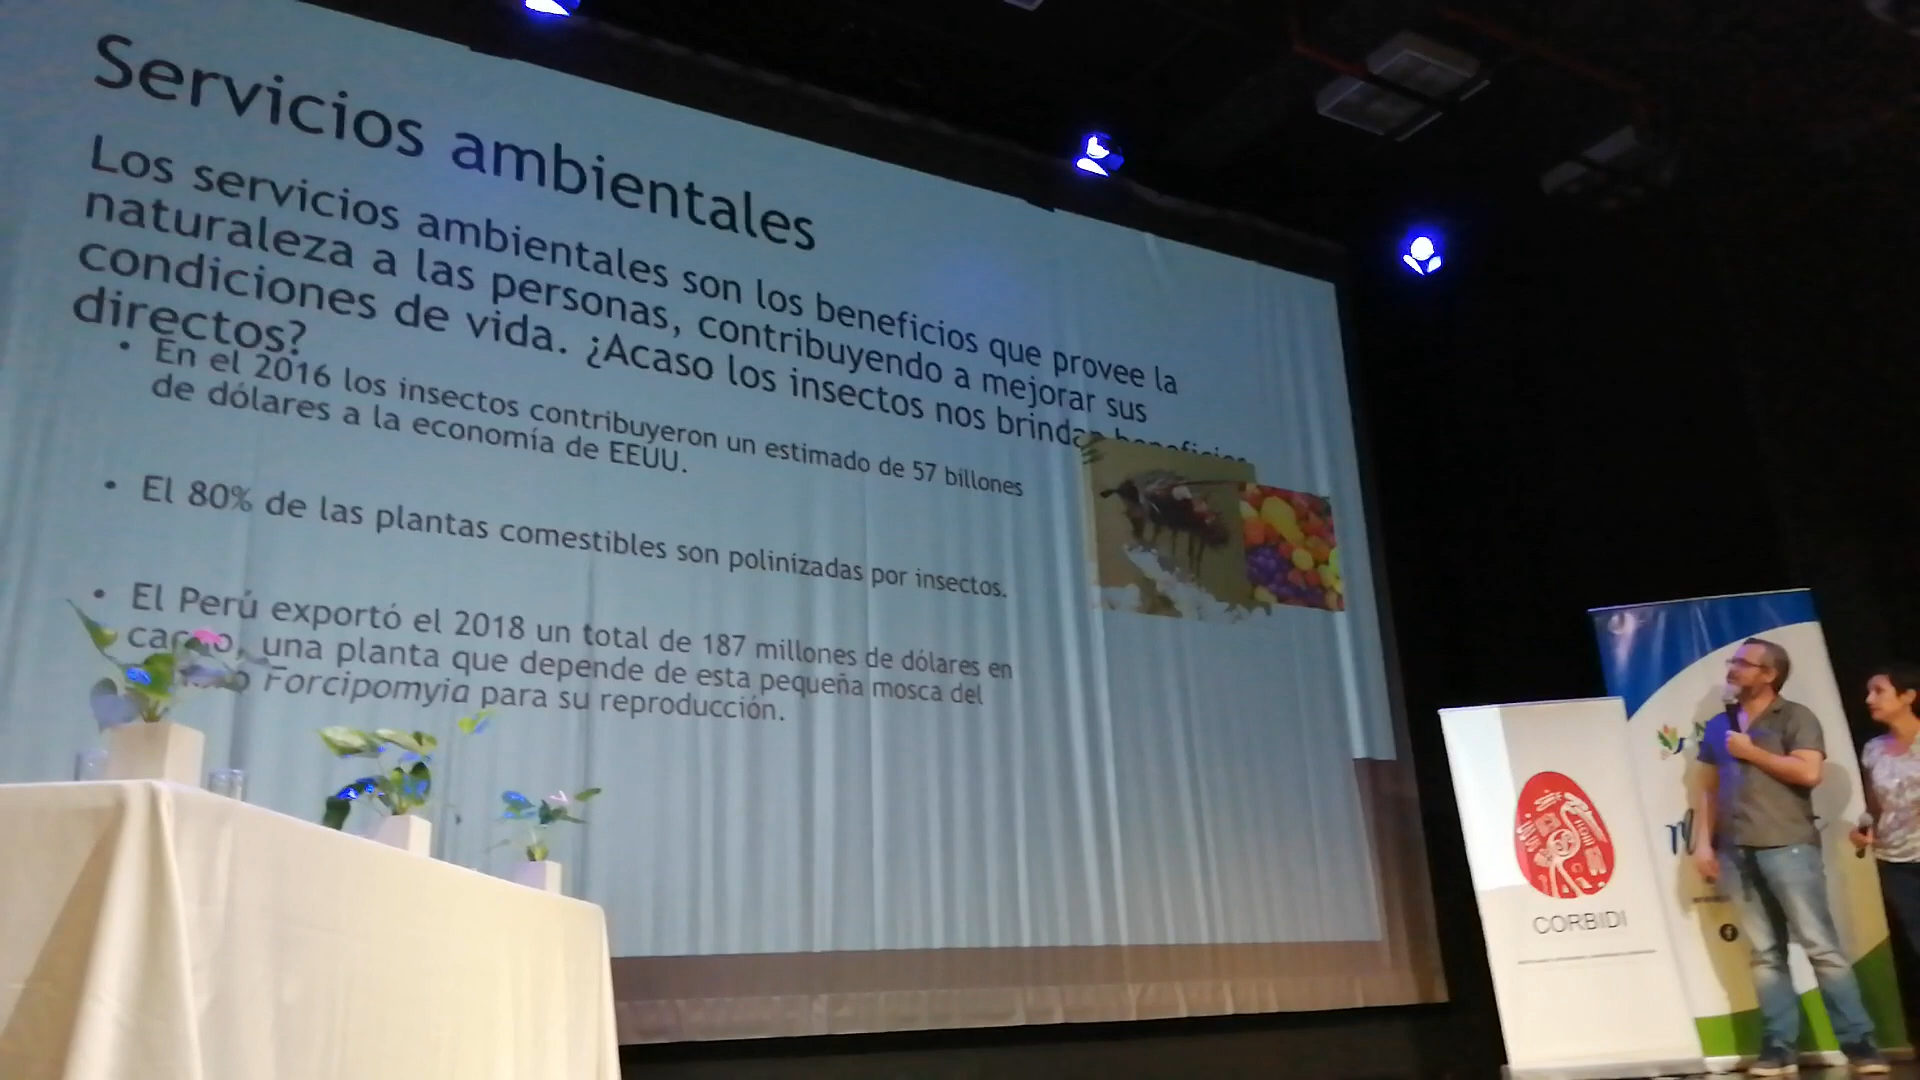 Servicios ambientales
Los servicios ambientales son los beneficios que provee la
naturaleza a las personas, contribuyendo a mejorar sus
condiciones de vida. ¿Acaso los insectos nos brindan
directos?
• En el 2016 los insectos contribuyeron un estimado de 57 billones
de dólares a la economía de EEUU.
• El 80% de las plantas comestibles son polinizadas por insectos.
• El Perú exportó el 2018 un total de 187 millones de dólares en
cacao, una planta que depende de esta pequeña mosca del
Forcipomyia para su reproducción.
CORBIDI